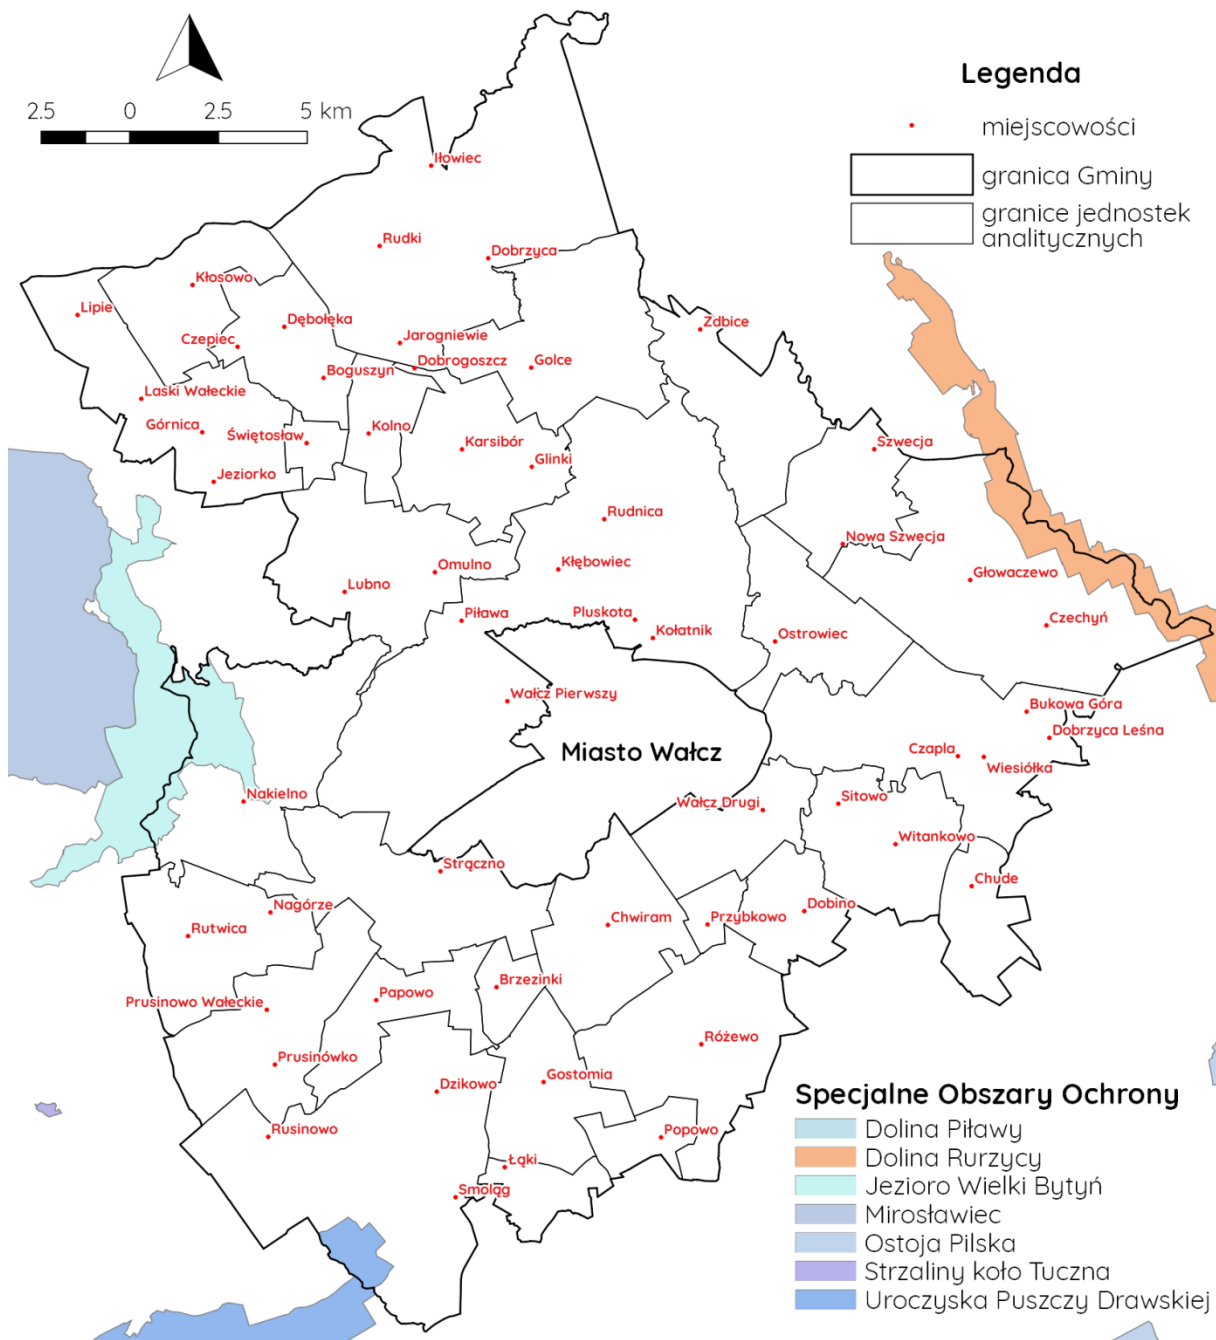 2.5 0 2.5 5 km
Legenda
miejscowości
granica Gminy
granice jednostek
analitycznych
Iłowiec
Rudki
Dobrzyca
Kłosowo
Lipie
Dębołęka
Zdbice
Czepiec
Jarogniewie
Dobrogoszcz
Golce
Boguszyn
Laski Wałeckie
Górnica
Świętosław
Kolno
Karsibór
Szwecja
Glinki
Jeziorko
Rudnica
Nowa Szwecja
Omulno
Kłębowiec
Głowaczewo
Lubno
Piława
Pluskota
Kołatnik
Ostrowiec
Czechyń
Wałcz Pierwszy
Bukowa Góra
Dobrzyca Leśna
Miasto Wałcz
Czapla
Wiesiółka
Nakielno
Wałcz Drugi
Sitowo
Witankowo
Strączno
Chude
Nagórze
Rutwica
Chwiram
Przybkowo
Dobino
Brzezinki
Prusinowo Wałeckie
Papowo
Różewo
Prusinówko
Dzikowo
Gostomia
Rusinowo
Popowo
Łąki
Smoląg
Specjalne Obszary Ochrony
Dolina Piławy
Dolina Rurzycy
Jezioro Wielki Bytyń
Mirosławiec
Ostoja Pilska
Strzaliny koło Tuczna
Uroczyska Puszczy Drawskiej